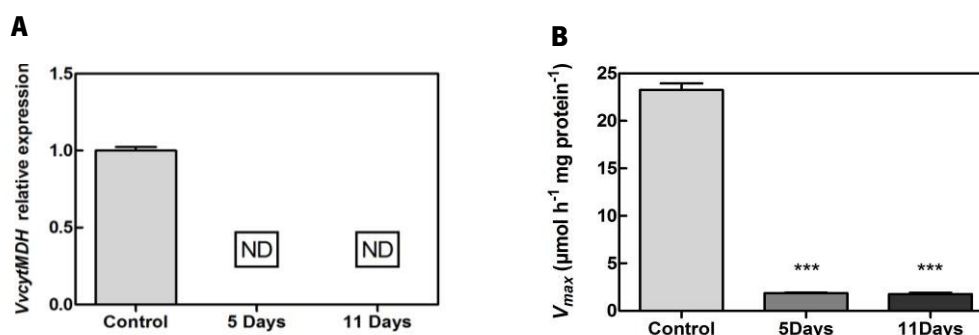 A
VvcytMDH relative expression
1.5
1.0
0.5
0.0
ND
ND
Control
5 Days
11 Days
B
V_max (µmol h⁻¹ mg protein⁻¹)
25
20
15
10
5
0
***
***
Control
5Days
11Days